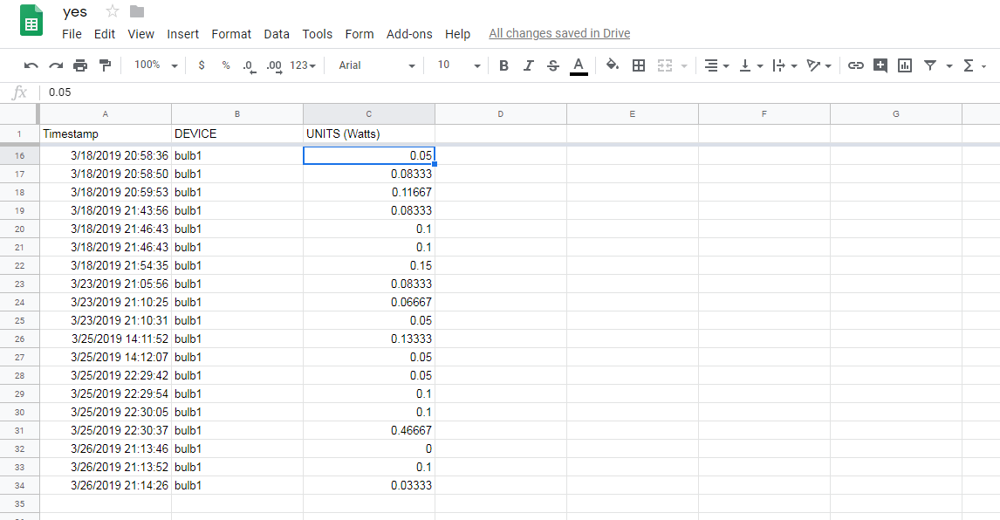 yes
File Edit View Insert Format Data Tools Form Add-ons Help All changes saved in Drive
100% $ % .0 .00 123 Arial 10 B I S A Σ
fx 0.05
A B C D E F G
1 Timestamp DEVICE UNITS (Watts)
16 3/18/2019 20:58:36 bulb1 0.05
17 3/18/2019 20:58:50 bulb1 0.08333
18 3/18/2019 20:59:53 bulb1 0.11667
19 3/18/2019 21:43:56 bulb1 0.08333
20 3/18/2019 21:46:43 bulb1 0.1
21 3/18/2019 21:46:43 bulb1 0.1
22 3/18/2019 21:54:35 bulb1 0.15
23 3/23/2019 21:05:56 bulb1 0.08333
24 3/23/2019 21:10:25 bulb1 0.06667
25 3/23/2019 21:10:31 bulb1 0.05
26 3/25/2019 14:11:52 bulb1 0.13333
27 3/25/2019 14:12:07 bulb1 0.05
28 3/25/2019 22:29:42 bulb1 0.05
29 3/25/2019 22:29:54 bulb1 0.1
30 3/25/2019 22:30:05 bulb1 0.1
31 3/25/2019 22:30:37 bulb1 0.46667
32 3/26/2019 21:13:46 bulb1 0
33 3/26/2019 21:13:52 bulb1 0.1
34 3/26/2019 21:14:26 bulb1 0.03333
35